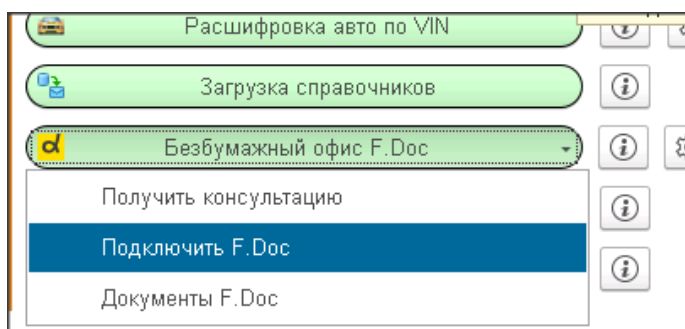 Расшифровка авто по VIN
Загрузка справочников
Безбумажный офис F.Doc
Получить консультацию
Подключить F.Doc
Документы F.Doc